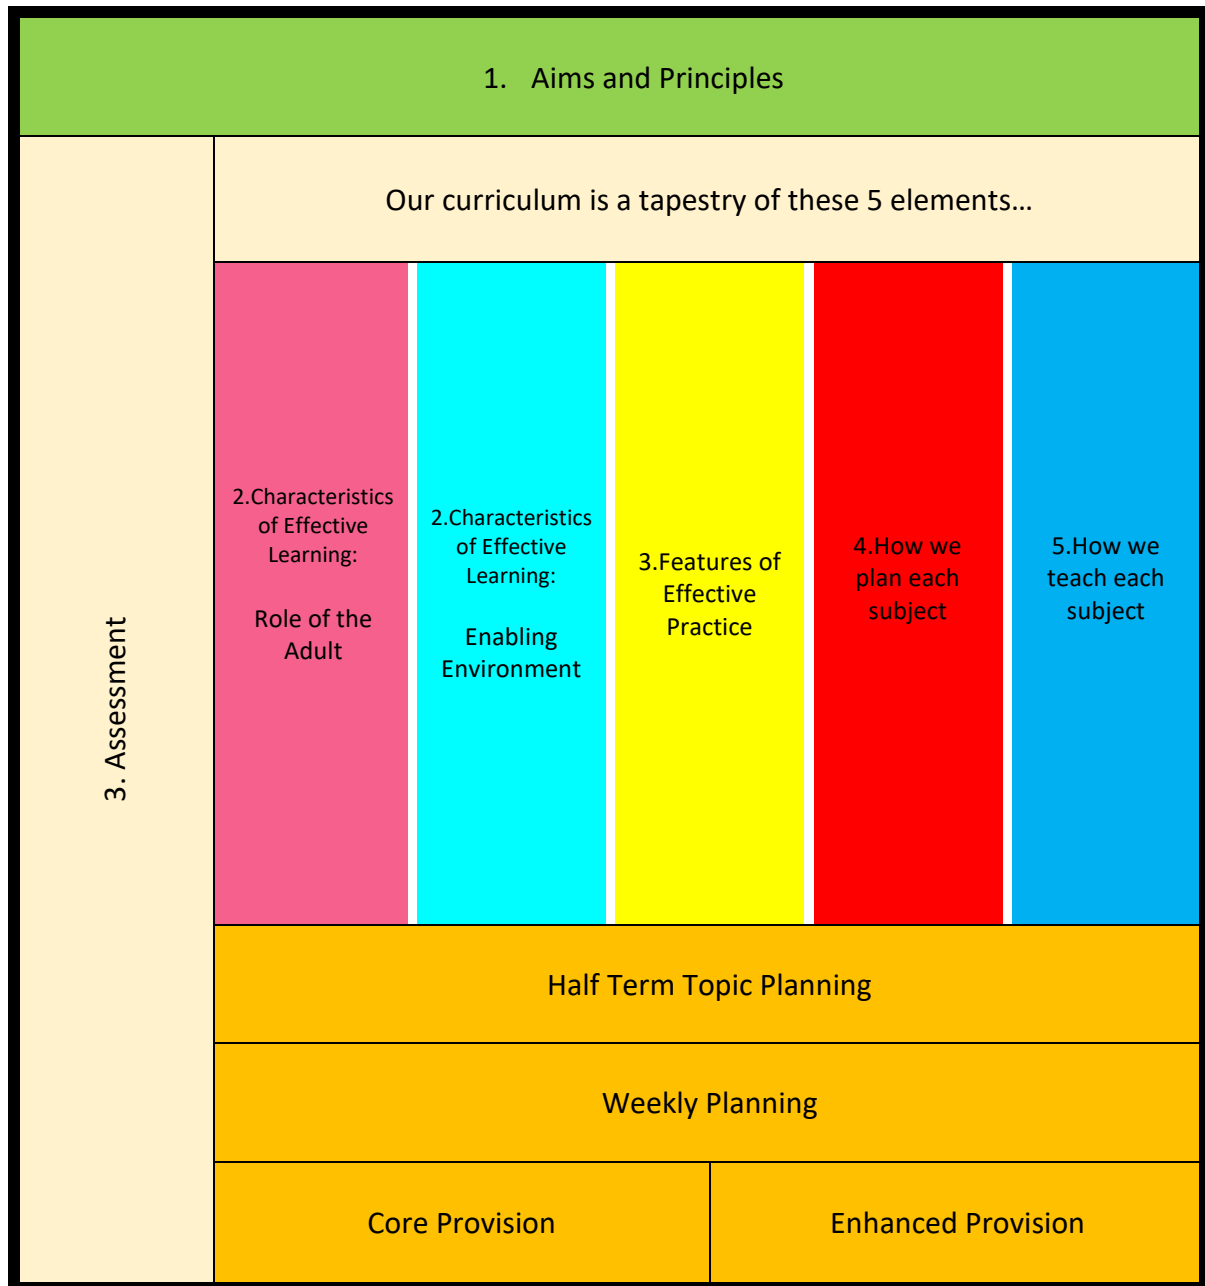 1. Aims and Principles
Our curriculum is a tapestry of these 5 elements...
3. Assessment
2.Characteristics
of Effective
Learning:
Role of the
Adult
2.Characteristics
of Effective
Learning:
Enabling
Environment
3.Features of
Effective
Practice
4.How we
plan each
subject
5.How we
teach each
subject
Half Term Topic Planning
Weekly Planning
Core Provision
Enhanced Provision